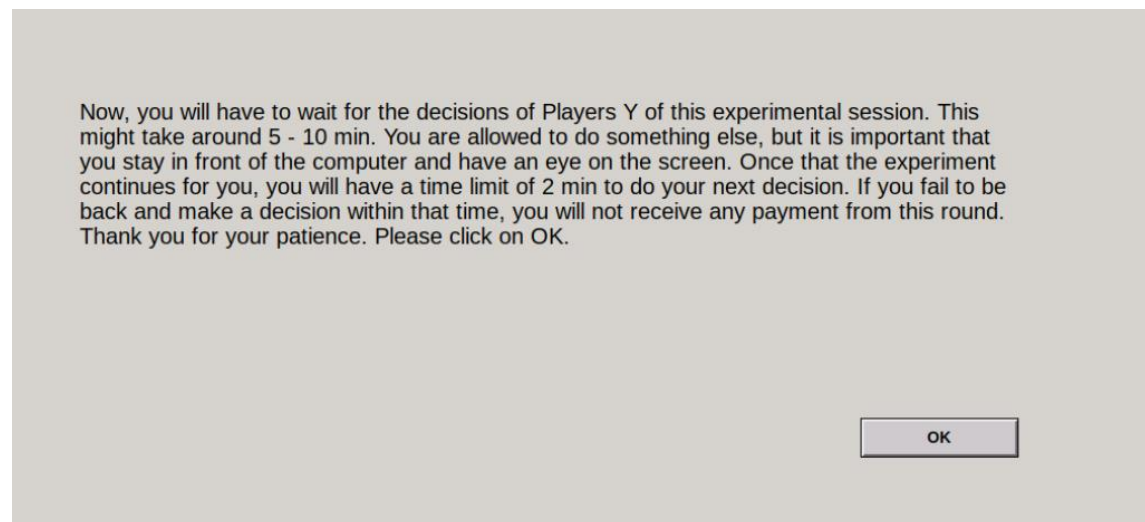 Now, you will have to wait for the decisions of Players Y of this experimental session. This
might take around 5 - 10 min. You are allowed to do something else, but it is important that
you stay in front of the computer and have an eye on the screen. Once that the experiment
continues for you, you will have a time limit of 2 min to do your next decision. If you fail to be
back and make a decision within that time, you will not receive any payment from this round.
Thank you for your patience. Please click on OK.
OK